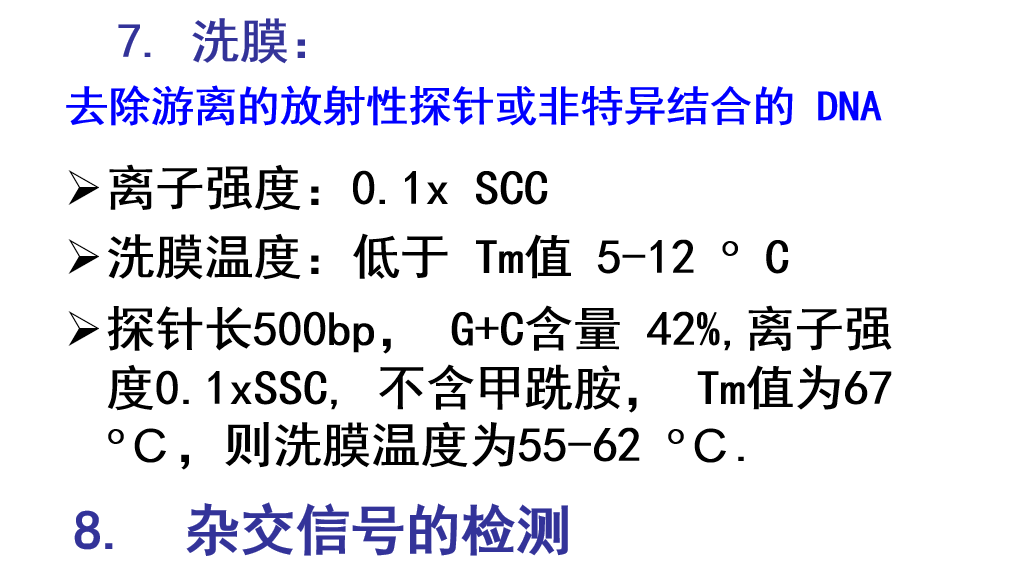 7. 洗膜：
去除游离的放射性探针或非特异结合的 DNA
➢离子强度：0.1x SCC
➢洗膜温度：低于 Tm值 5-12 °C
➢探针长500bp， G+C含量 42%,离子强
度0.1xSSC, 不含甲跣胺， Tm值为67
°C，则洗膜温度为55-62 °C.
8. 杂交信号的检测